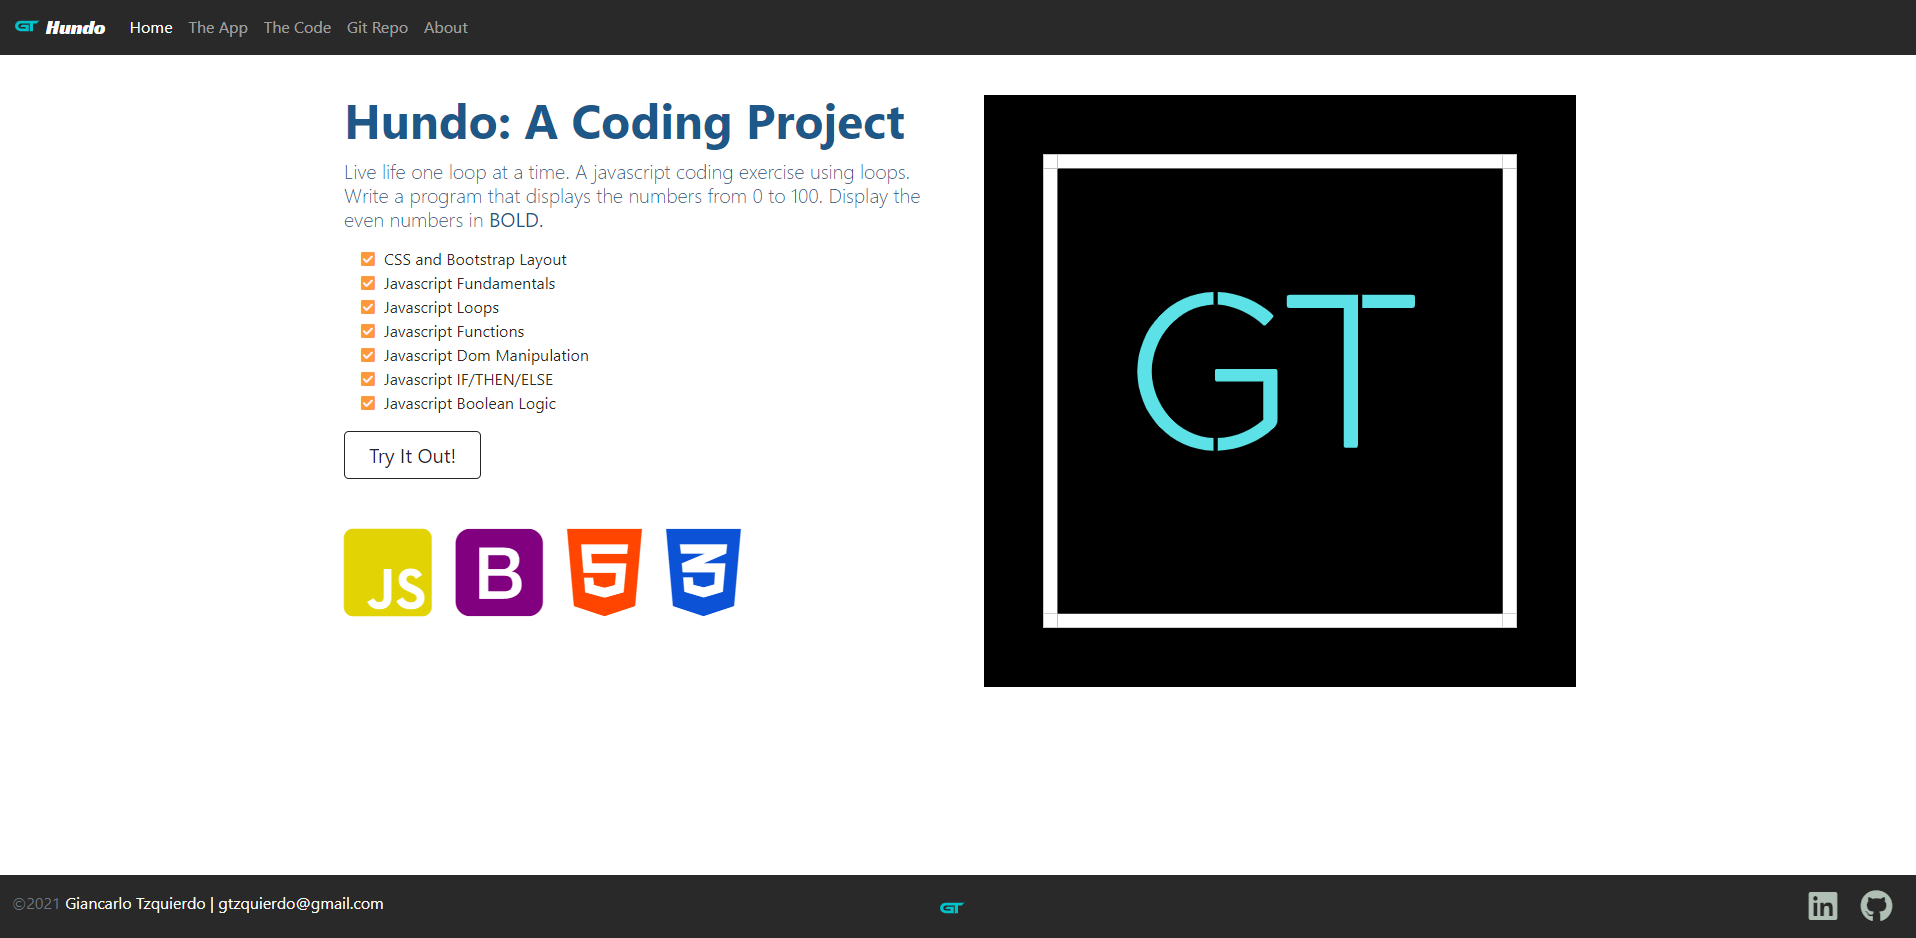 GT Hundo Home The App The Code Git Repo About
Hundo: A Coding Project
Live life one loop at a time. A javascript coding exercise using loops.
Write a program that displays the numbers from 0 to 100. Display the
even numbers in BOLD.
CSS and Bootstrap Layout
Javascript Fundamentals
Javascript Loops
Javascript Functions
Javascript Dom Manipulation
Javascript IF/THEN/ELSE
Javascript Boolean Logic
Try It Out!
JS B 5 3
GT
©2021 Giancarlo Tzquierdo | gtzquierdo@gmail.com
GT
in